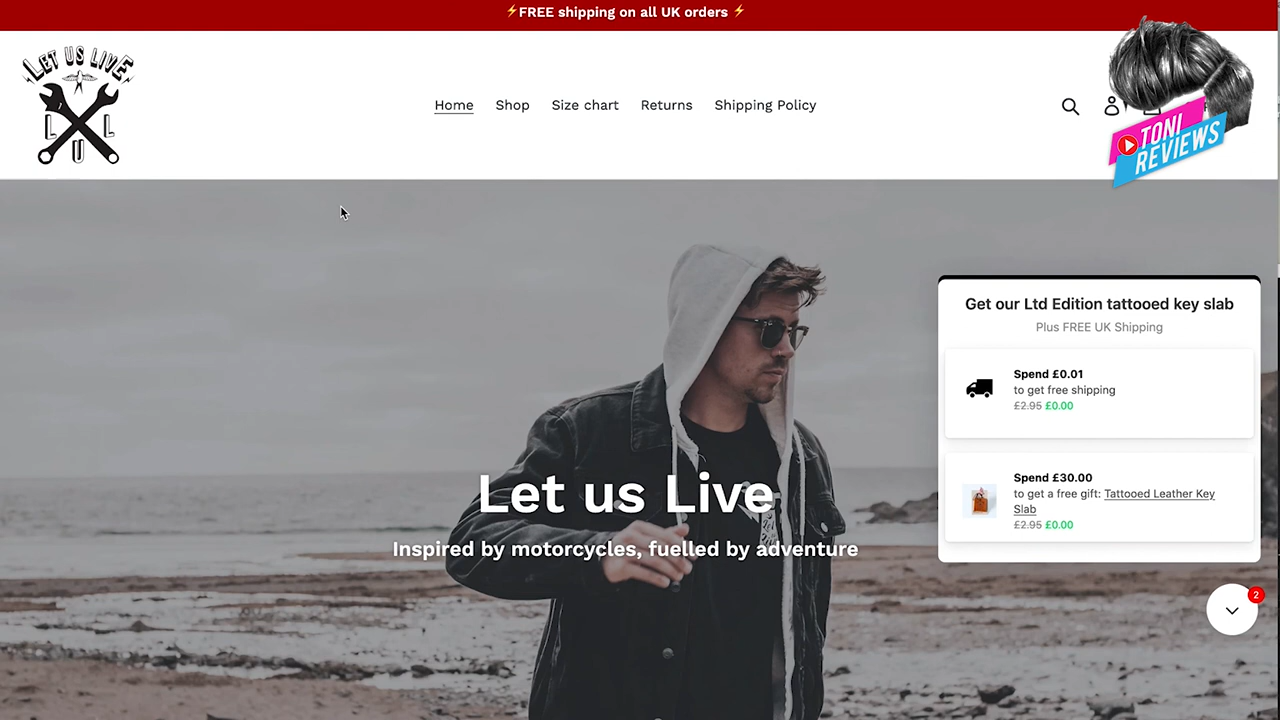 ⚡FREE shipping on all UK orders ⚡
LET US LIVE
L L
U
Home Shop Size chart Returns Shipping Policy
TONI
REVIEWS
Get our Ltd Edition tattooed key slab
Plus FREE UK Shipping
Spend £0.01
to get free shipping
£2.95 £0.00
Spend £30.00
to get a free gift: Tattooed Leather Key
Slab
£2.95 £0.00
Let us Live
Inspired by motorcycles, fuelled by adventure
2